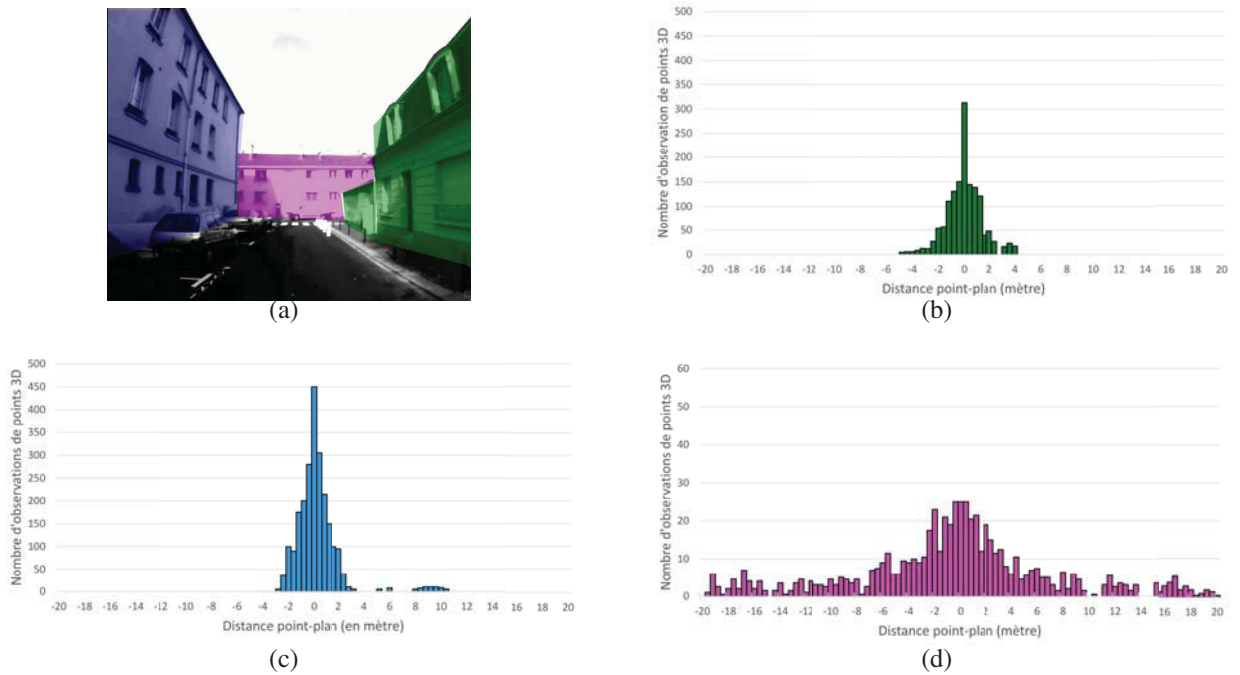 (a)
500
450
400
350
300
250
200
150
100
50
0
Nombre d'observation de points 3D
-20 -18 -16 -14 -12 -10 -8 -6 -4 -2 0 2 4 6 8 10 12 14 16 18 20
Distance point-plan (mètre)
(b)
500
450
400
350
300
250
200
150
100
50
0
Nombre d'observations de points 3D
-20 -18 -16 -14 -12 -10 -8 -6 -4 -2 0 2 4 6 8 10 12 14 16 18 20
Distance point-plan (en mètre)
(c)
60
50
40
30
20
10
0
Nombre d'observations de points 3D
-20 -18 -16 -14 -12 -10 -8 -6 -4 -2 0 2 4 6 8 10 12 14 16 18 20
Distance point-plan (mètre)
(d)